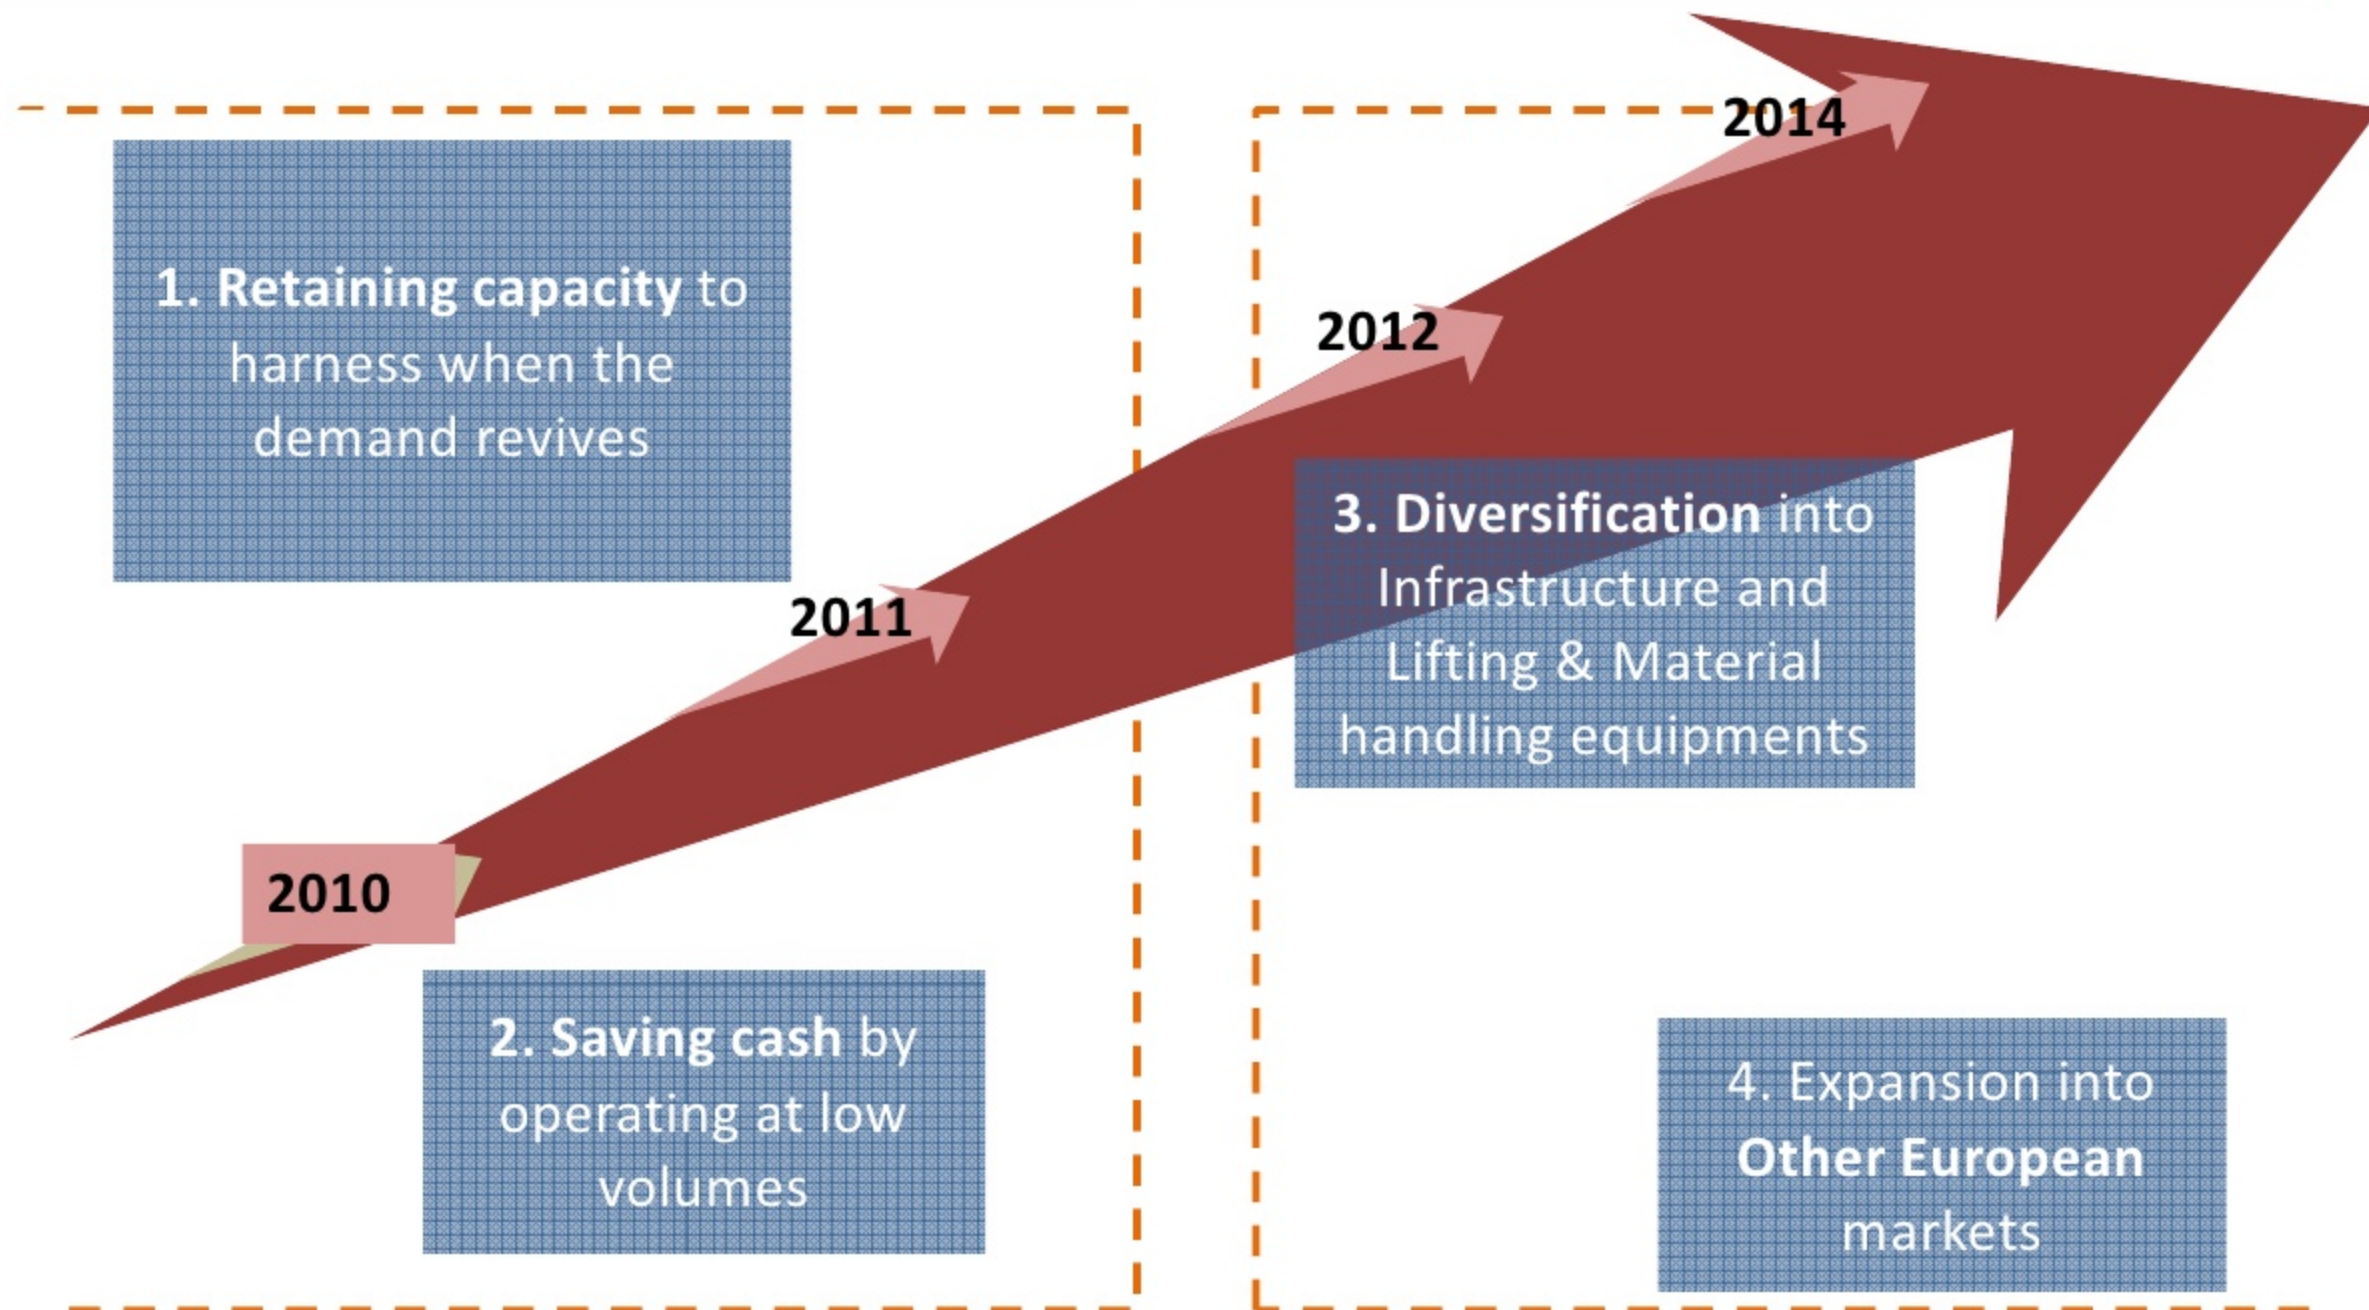 2014
1. Retaining capacity to
harness when the
demand revives
2012
3. Diversification into
Infrastructure and
Lifting & Material
handling equipments
2011
2010
2. Saving cash by
operating at low
volumes
4. Expansion into
Other European
markets